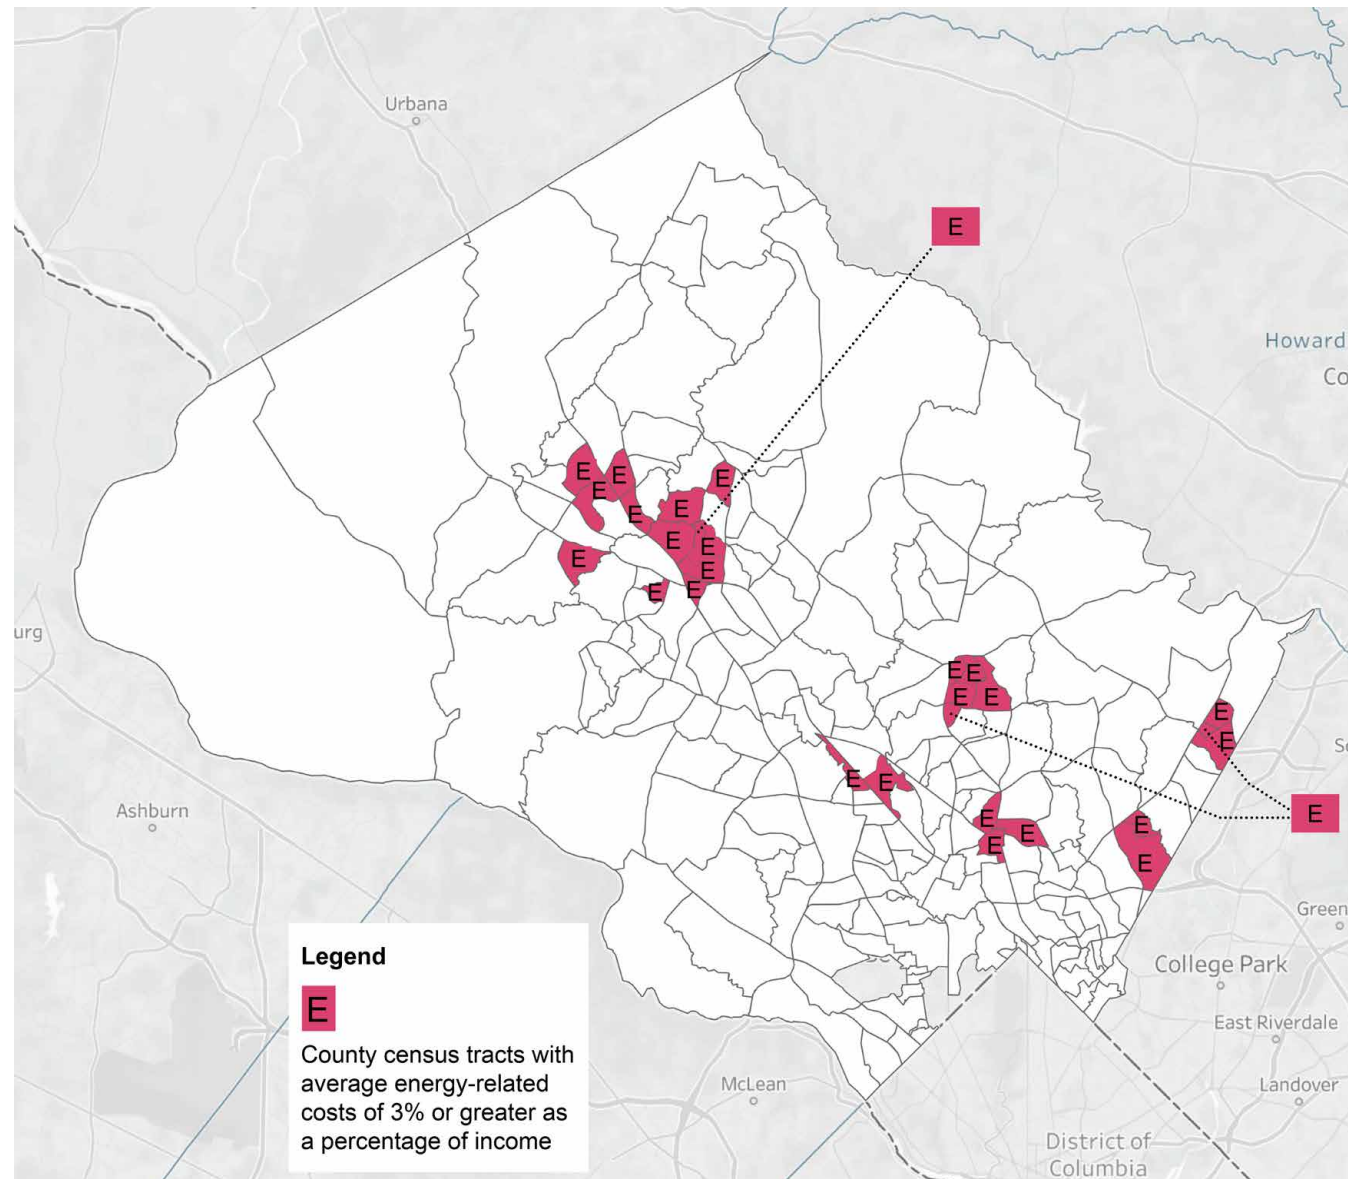 Urbana
E
Howard
Co
E
E
E
E
E
E
E
E
E
E
E
E
urg
E
E
E
E
E
E
Se
E
E
Ashburn
E
E
E
E
E
E
Green
Legend
E
County census tracts with
average energy-related
costs of 3% or greater as
a percentage of income
College Park
East Riverdale
McLean
Landover
District of
Columbia